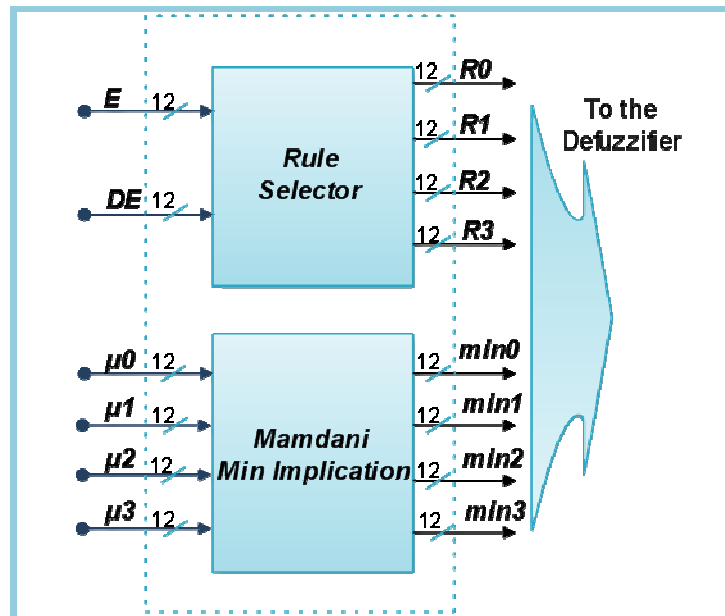 E 12
DE 12
Rule
Selector
12 R0
12 R1
12 R2
12 R3
To the
Defuzzifier
µ0 12
µ1 12
µ2 12
µ3 12
Mamdani
Min Implication
12 min0
12 min1
12 min2
12 min3